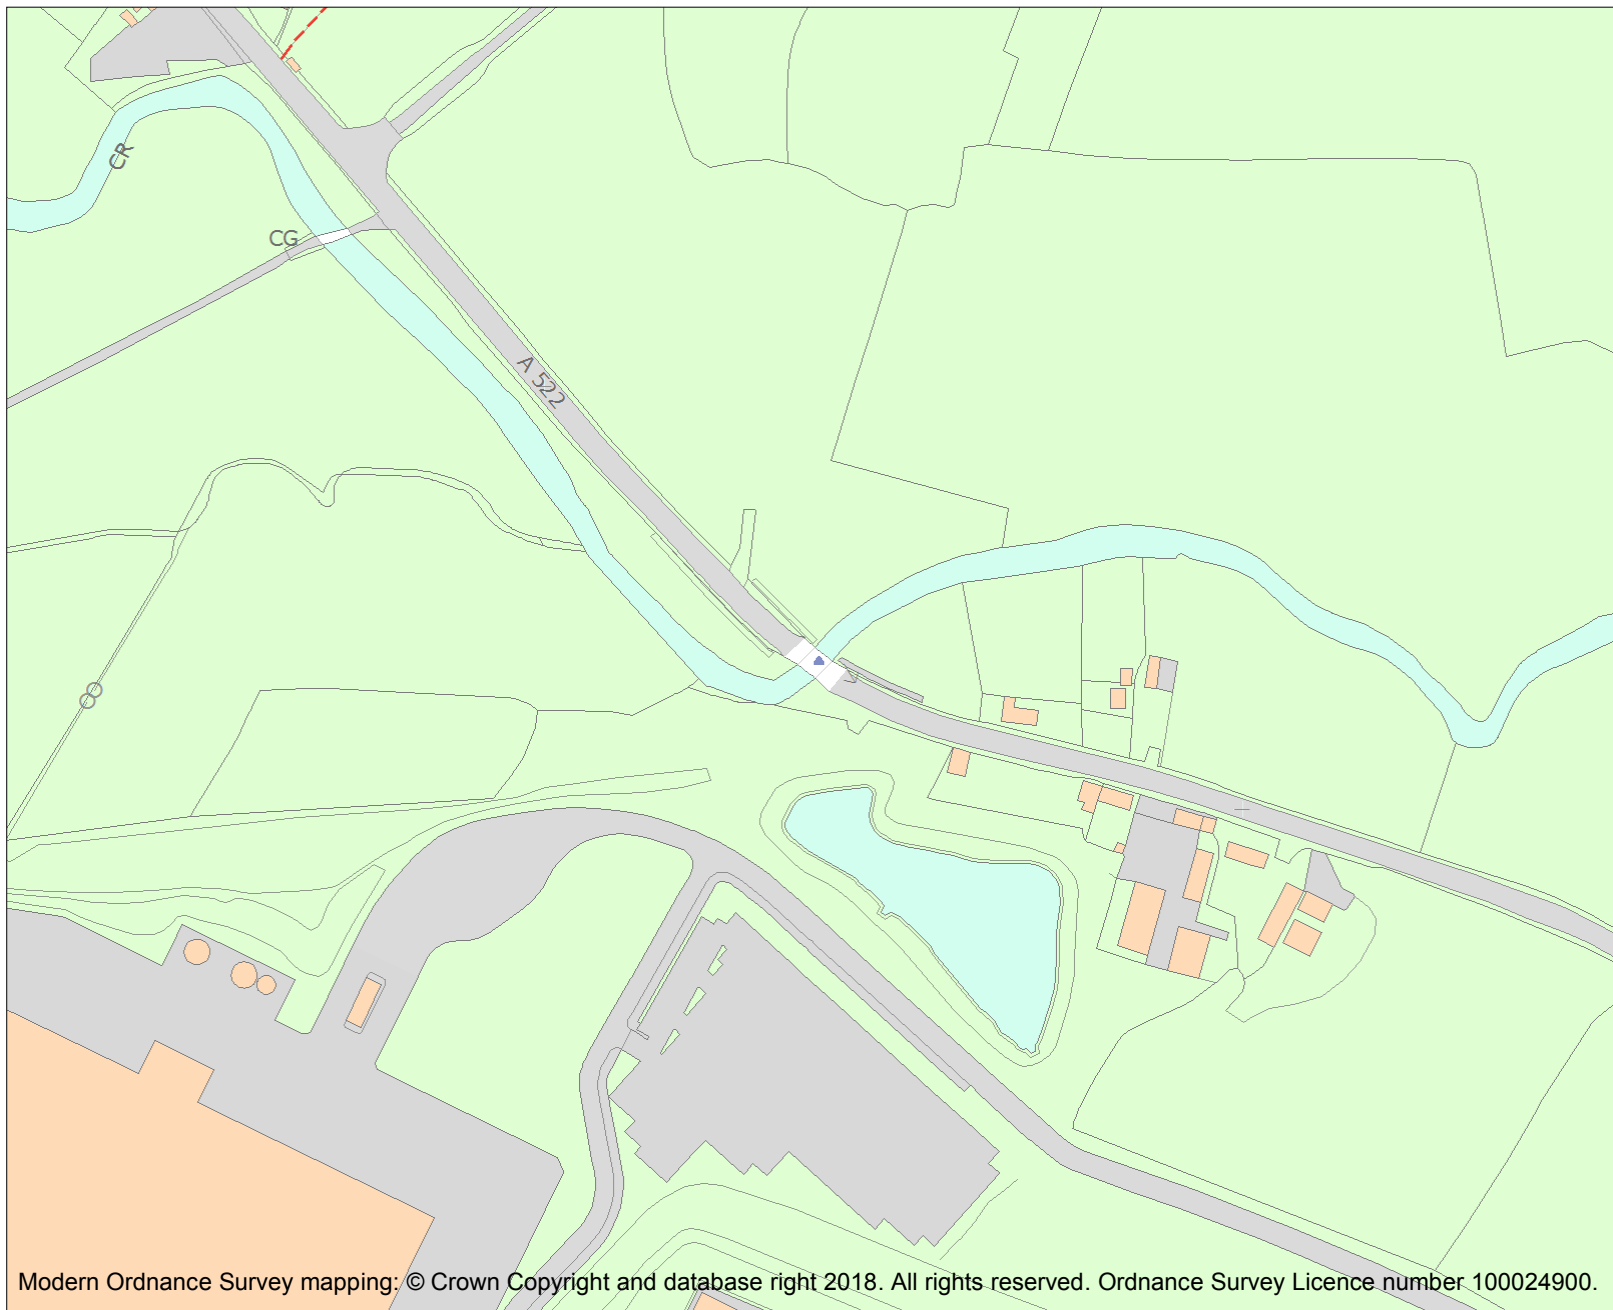 CR
CG
A 522
Modern Ordnance Survey mapping: © Crown Copyright and database right 2018. All rights reserved. Ordnance Survey Licence number 100024900.